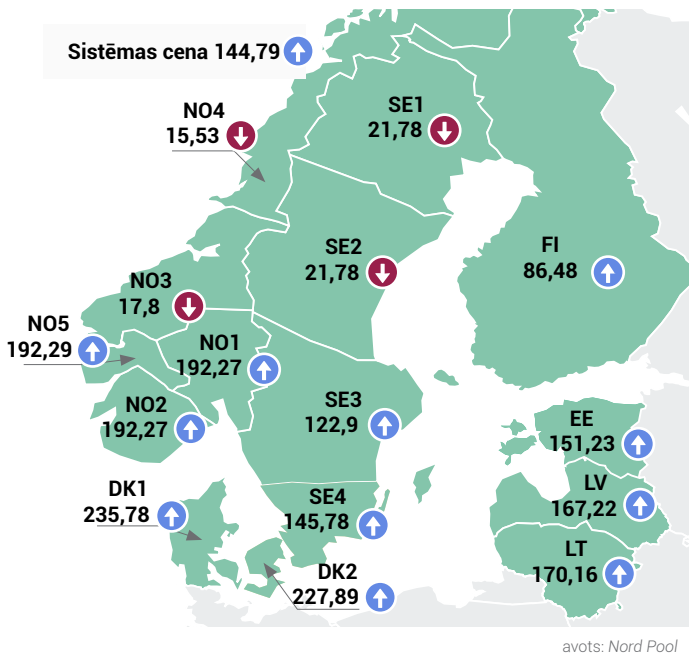 Sistēmas cena 144,79
NO4
15,53
SE1
21,78
SE2
21,78
FI
86,48
NO3
17,8
NO5
192,29
NO1
192,27
NO2
192,27
SE3
122,9
EE
151,23
LV
167,22
DK1
235,78
SE4
145,78
LT
170,16
DK2
227,89
avots: Nord Pool